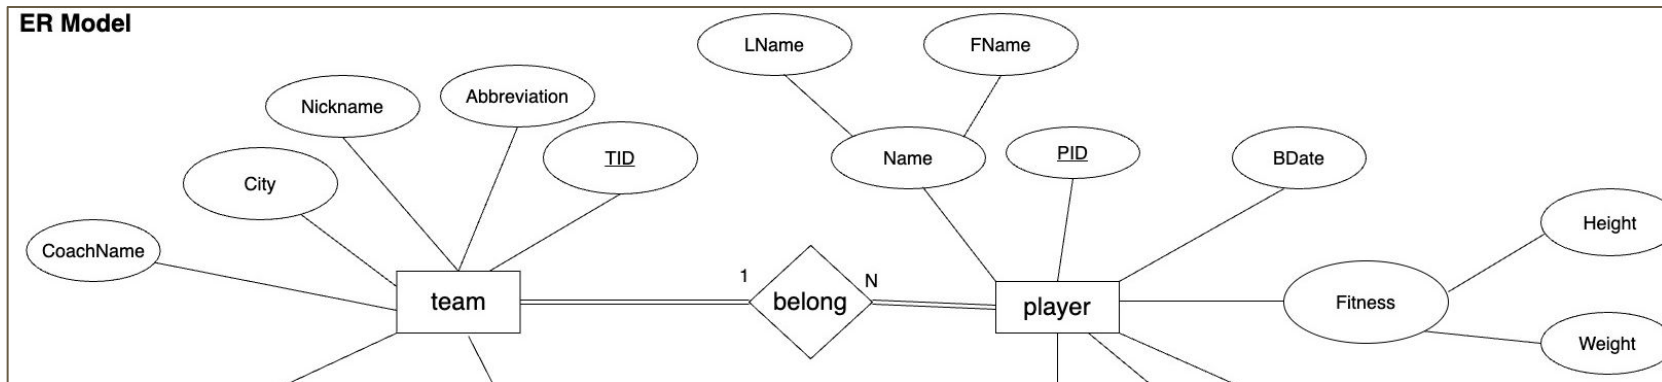 ER Model
LName
FName
Nickname
Abbreviation
TID
Name
PID
BDate
City
CoachName
Height
team
1
belong
N
player
Fitness
Weight